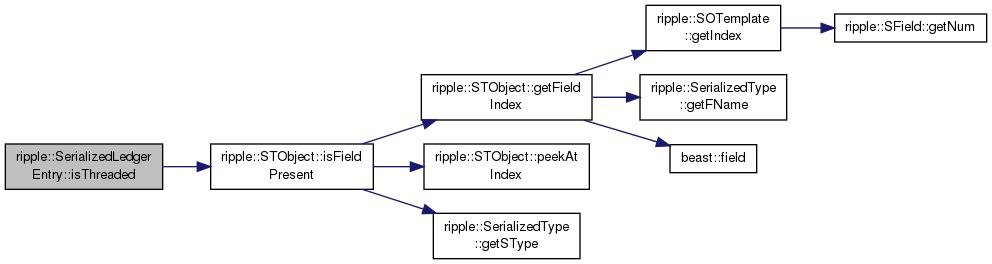 ripple::SerializedLedger
Entry::isThreaded
ripple::STObject::isField
Present
ripple::STObject::getField
Index
ripple::STObject::peekAt
Index
ripple::SerializedType
::getSType
ripple::SOTemplate
::getIndex
ripple::SerializedType
::getFName
beast::field
ripple::SField::getNum